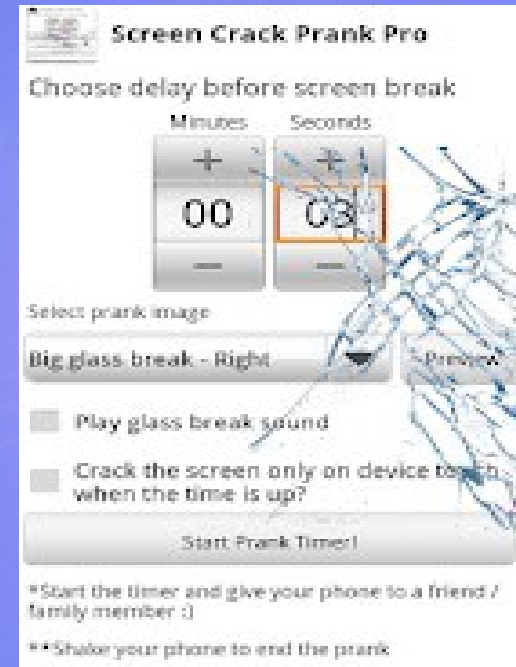 Screen Crack Prank Pro
Choose delay before screen break
Minutes Seconds
+ +
00 03
— —
Select prank image
Big glass break - Right Preview
Play glass break sound
Crack the screen only on device touch
when the time is up?
Start Prank Timer!
*Start the timer and give your phone to a friend /
family member :)
**Shake your phone to end the prank